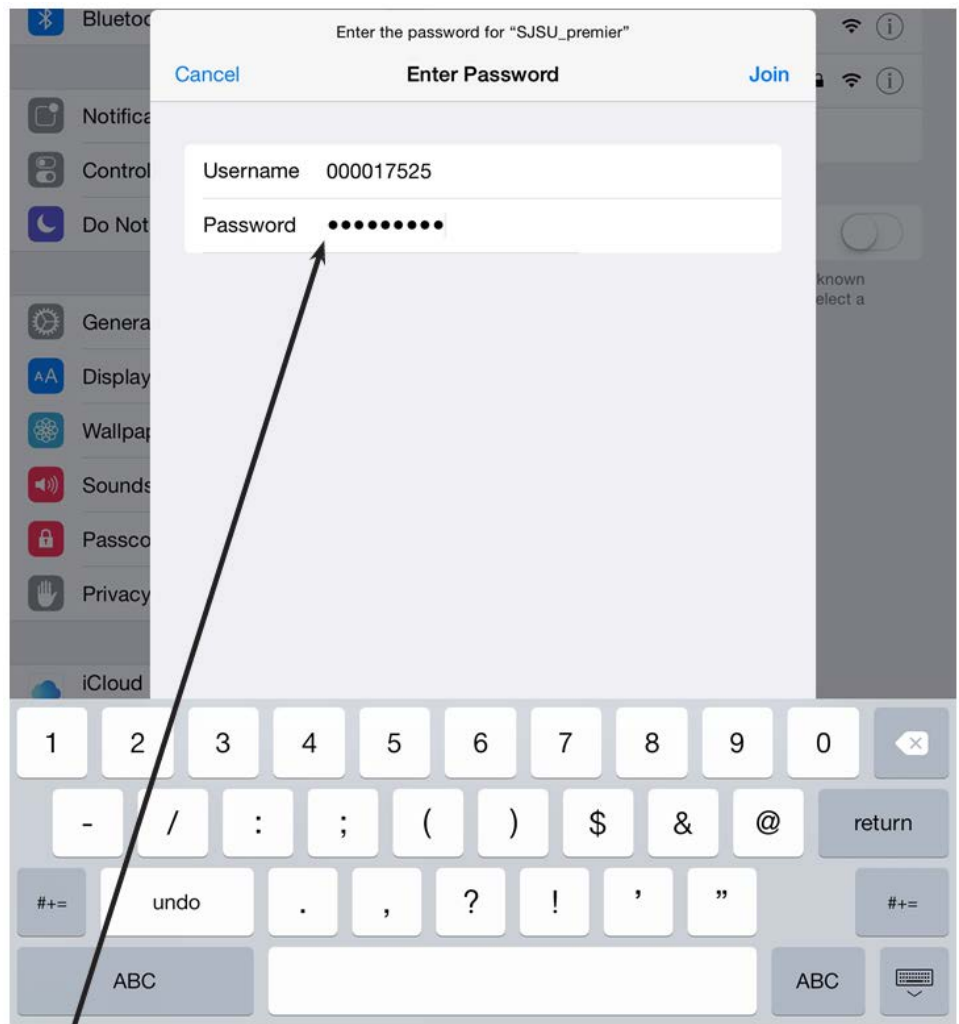 Enter the password for “SJSU_premier”
Cancel Enter Password Join
Bluetoo
Notifica
Control
Do Not
Genera
Display
Wallpap
Sounds
Passco
Privacy
iCloud
Username 000017525
Password •••••••••
known
elect a
AA
1 2 3 4 5 6 7 8 9 0
- / : ; ( ) $ & @ return
#+= undo . , ? ! ’ ” #+=
ABC ABC